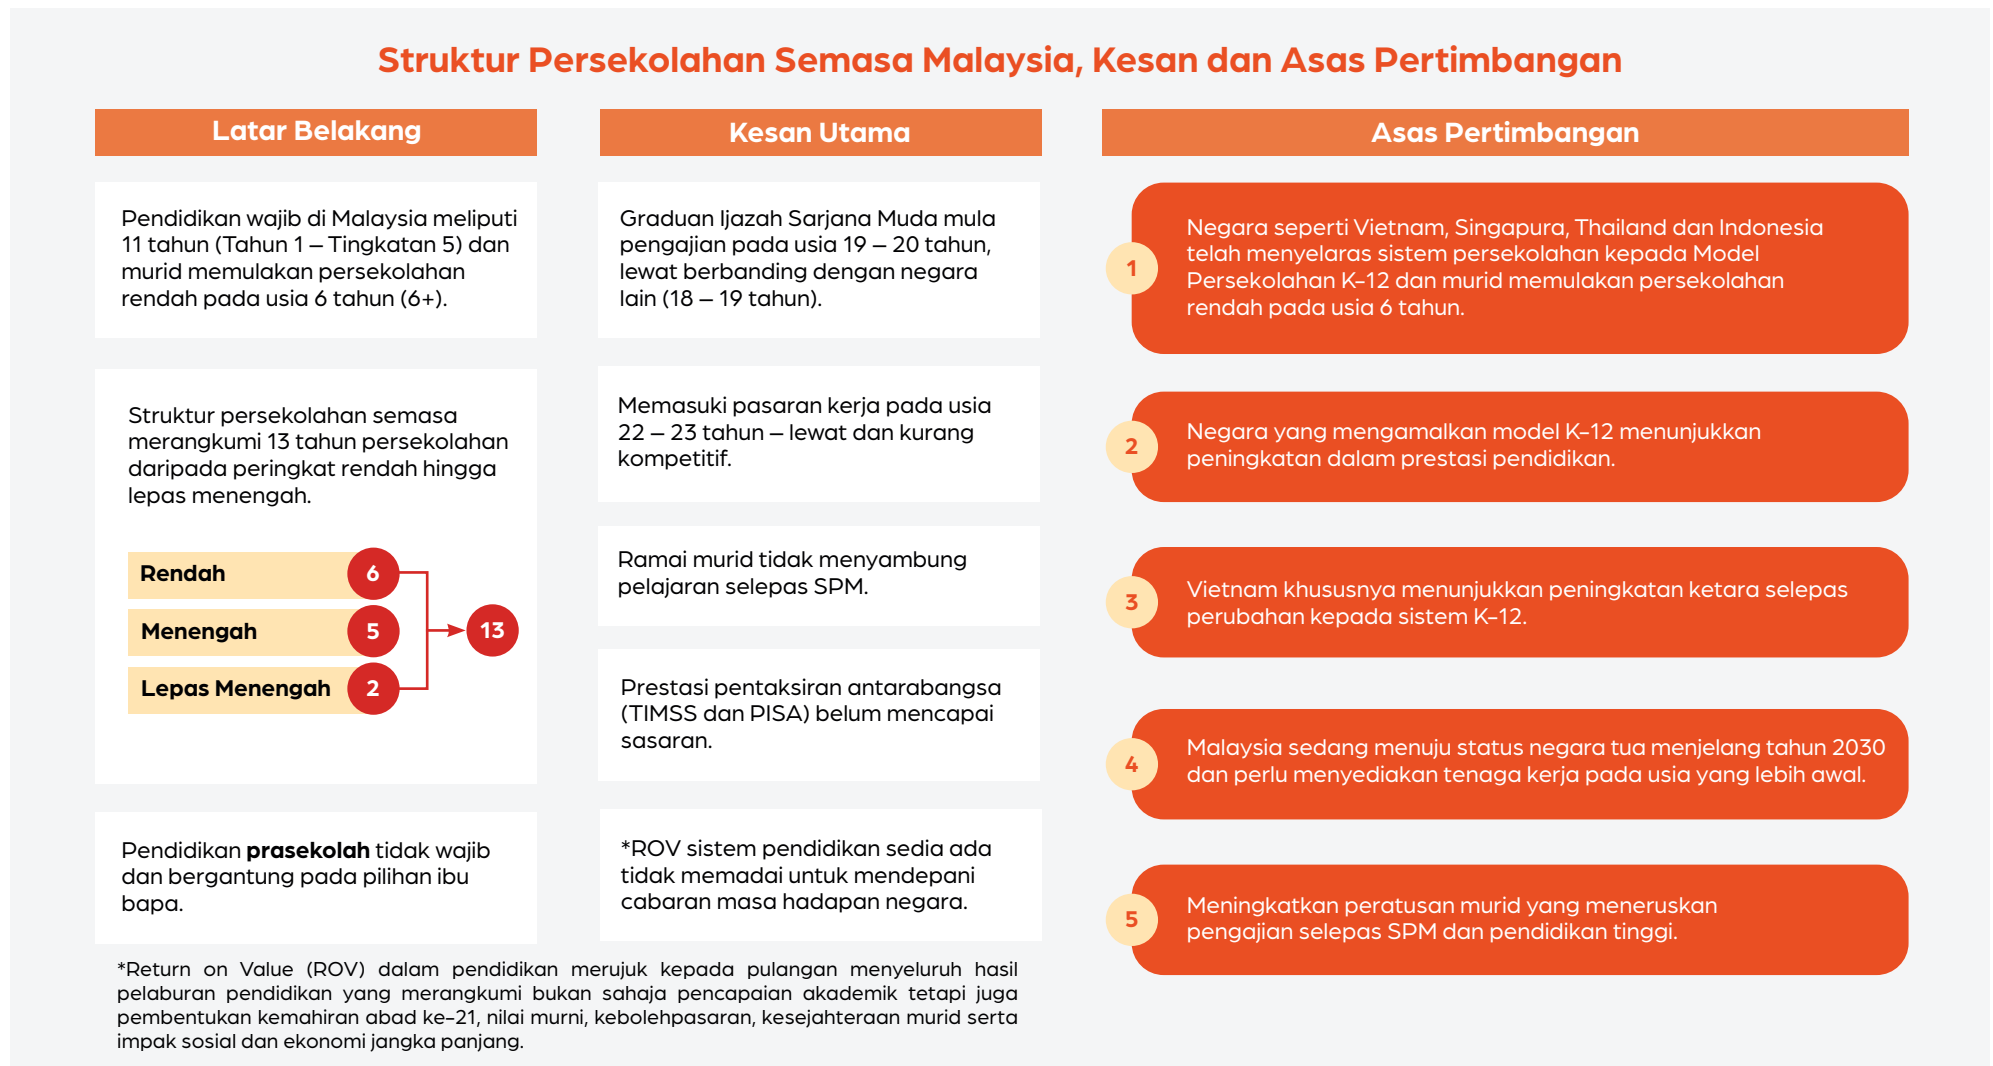 Struktur Persekolahan Semasa Malaysia, Kesan dan Asas Pertimbangan
Latar Belakang
Pendidikan wajib di Malaysia meliputi
11 tahun (Tahun 1 – Tingkatan 5) dan
murid memulakan persekolahan
rendah pada usia 6 tahun (6+).
Struktur persekolahan semasa
merangkumi 13 tahun persekolahan
daripada peringkat rendah hingga
lepas menengah.
Rendah 6
Menengah 5
Lepas Menengah 2
13
Pendidikan prasekolah tidak wajib
dan bergantung pada pilihan ibu
bapa.
Kesan Utama
Graduan Ijazah Sarjana Muda mula
pengajian pada usia 19 – 20 tahun,
lewat berbanding dengan negara
lain (18 – 19 tahun).
Memasuki pasaran kerja pada usia
22 – 23 tahun – lewat dan kurang
kompetitif.
Ramai murid tidak menyambung
pelajaran selepas SPM.
Prestasi pentaksiran antarabangsa
(TIMSS dan PISA) belum mencapai
sasaran.
*ROV sistem pendidikan sedia ada
tidak memadai untuk mendepani
cabaran masa hadapan negara.
*Return on Value (ROV) dalam pendidikan merujuk kepada pulangan menyeluruh hasil
pelaburan pendidikan yang merangkumi bukan sahaja pencapaian akademik tetapi juga
pembentukan kemahiran abad ke-21, nilai murni, kebolehpasaran, kesejahteraan murid serta
impak sosial dan ekonomi jangka panjang.
Asas Pertimbangan
1
Negara seperti Vietnam, Singapura, Thailand dan Indonesia
telah menyelaras sistem persekolahan kepada Model
Persekolahan K-12 dan murid memulakan persekolahan
rendah pada usia 6 tahun.
2
Negara yang mengamalkan model K-12 menunjukkan
peningkatan dalam prestasi pendidikan.
3
Vietnam khususnya menunjukkan peningkatan ketara selepas
perubahan kepada sistem K-12.
4
Malaysia sedang menuju status negara tua menjelang tahun 2030
dan perlu menyediakan tenaga kerja pada usia yang lebih awal.
5
Meningkatkan peratusan murid yang meneruskan
pengajian selepas SPM dan pendidikan tinggi.